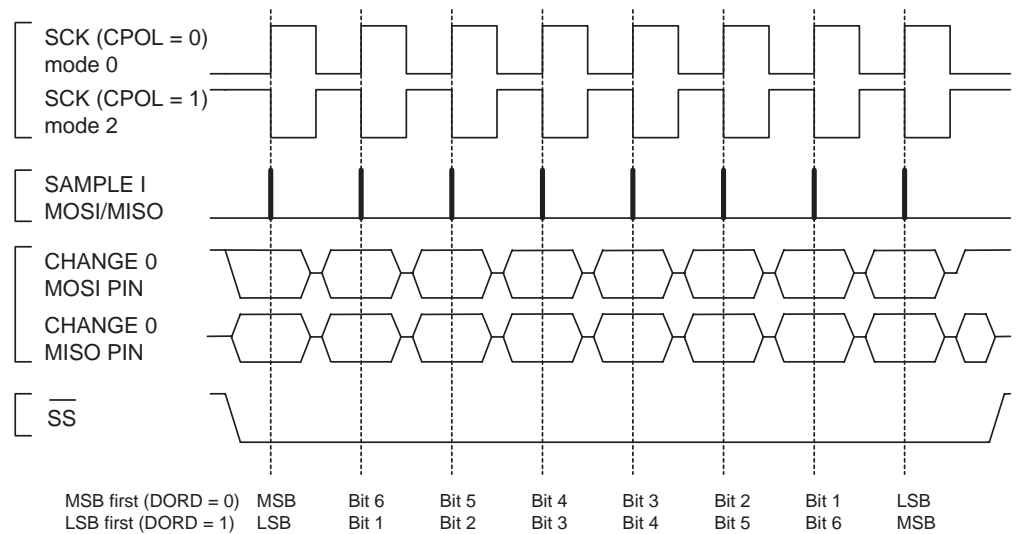 SCK (CPOL = 0)
mode 0
SCK (CPOL = 1)
mode 2
SAMPLE I
MOSI/MISO
CHANGE 0
MOSI PIN
CHANGE 0
MISO PIN
SS
MSB first (DORD = 0) MSB Bit 6 Bit 5 Bit 4 Bit 3 Bit 2 Bit 1 LSB
LSB first (DORD = 1) LSB Bit 1 Bit 2 Bit 3 Bit 4 Bit 5 Bit 6 MSB